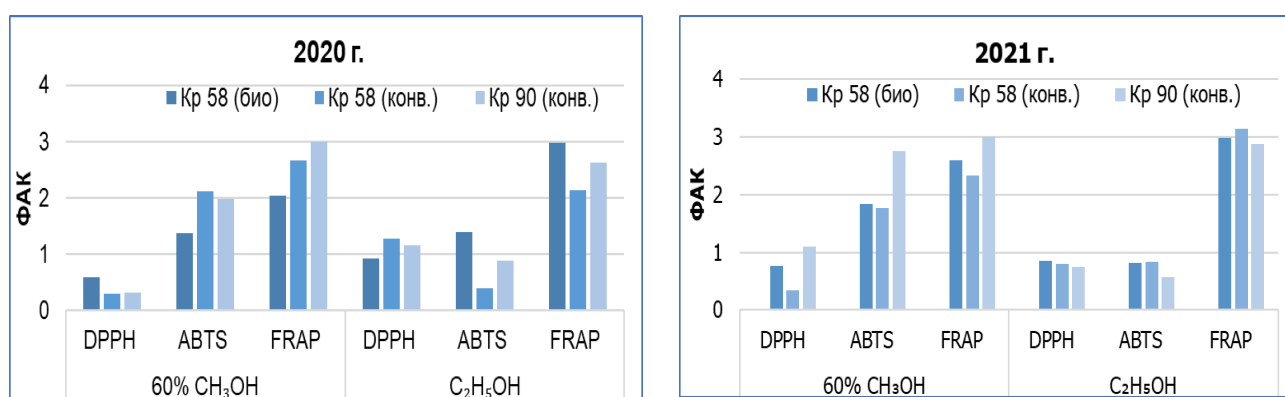 2020 г.
Кр 58 (био) Кр 58 (конв.) Кр 90 (конв.)
ФАК
4
3
2
1
0
DPPH ABTS FRAP DPPH ABTS FRAP
60% CH₃OH C₂H₅OH
2021 г.
Кр 58 (био) Кр 58 (конв.) Кр 90 (конв.)
ФАК
4
3
2
1
0
DPPH ABTS FRAP DPPH ABTS FRAP
60% CH₃OH C₂H₅OH